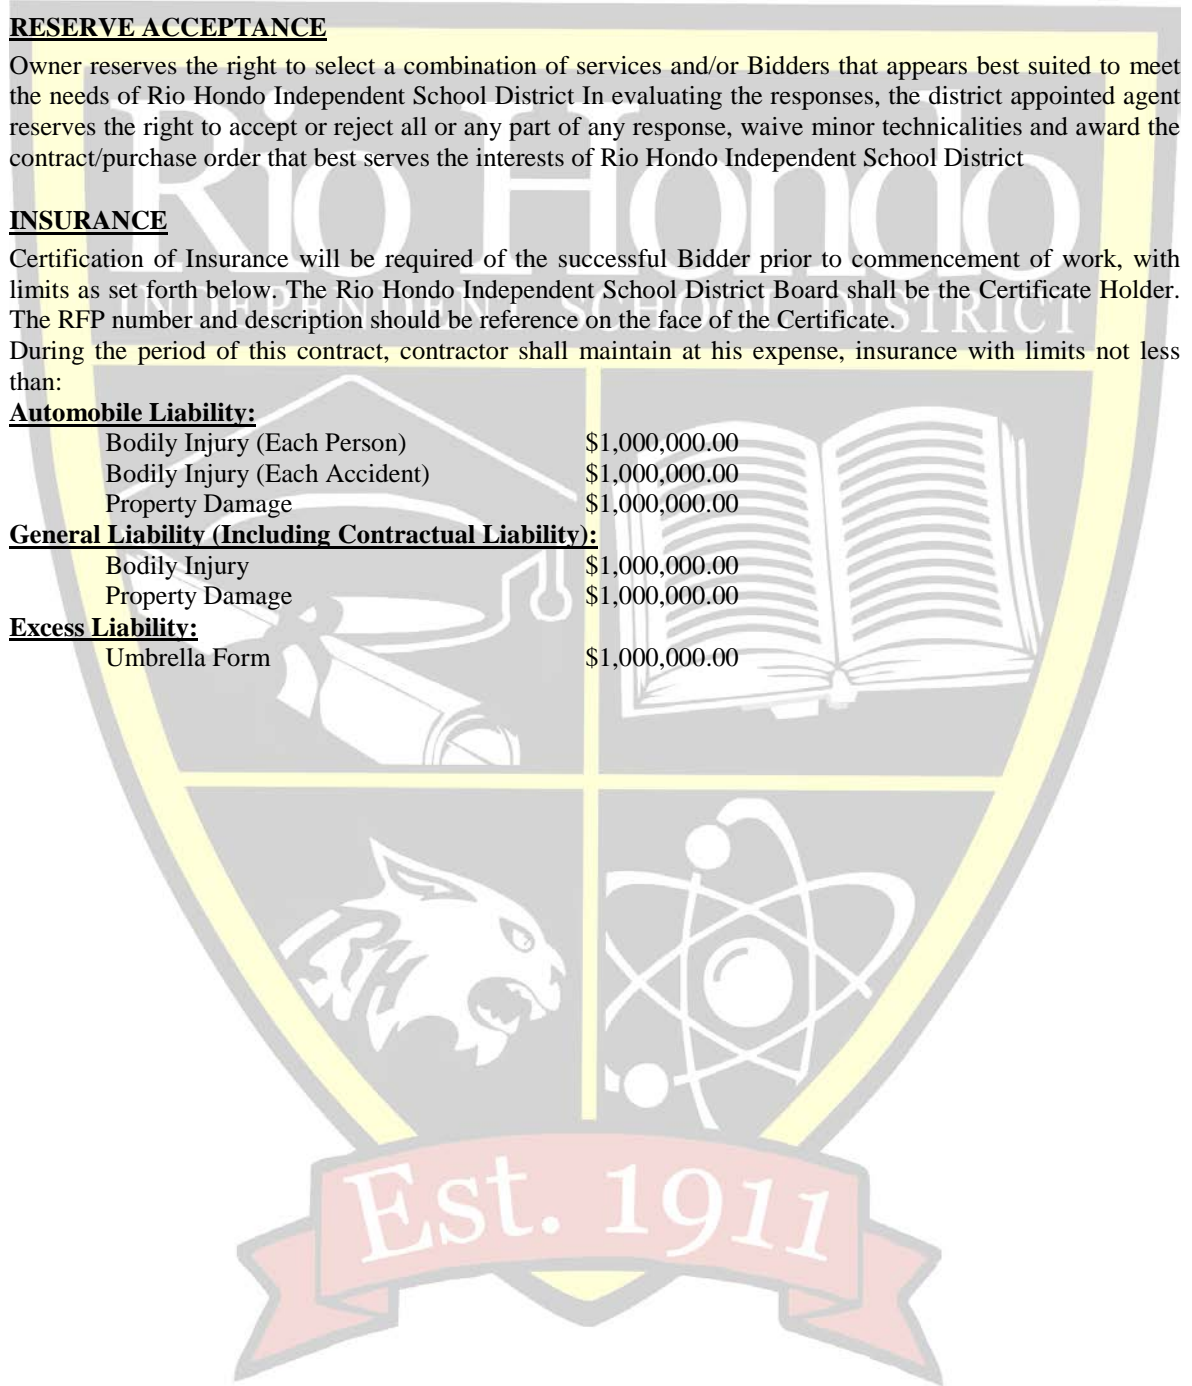 RESERVE ACCEPTANCE
Owner reserves the right to select a combination of services and/or Bidders that appears best suited to meet
the needs of Rio Hondo Independent School District In evaluating the responses, the district appointed agent
reserves the right to accept or reject all or any part of any response, waive minor technicalities and award the
contract/purchase order that best serves the interests of Rio Hondo Independent School District
Rio Hondo
INSURANCE
Certification of Insurance will be required of the successful Bidder prior to commencement of work, with
limits as set forth below. The Rio Hondo Independent School District Board shall be the Certificate Holder.
INDEPENDENT SCHOOL DISTRICT
The RFP number and description should be reference on the face of the Certificate.
During the period of this contract, contractor shall maintain at his expense, insurance with limits not less
than:
Automobile Liability:
Bodily Injury (Each Person) $1,000,000.00
Bodily Injury (Each Accident) $1,000,000.00
Property Damage $1,000,000.00
General Liability (Including Contractual Liability):
Bodily Injury $1,000,000.00
Property Damage $1,000,000.00
Excess Liability:
Umbrella Form $1,000,000.00
RH
Est. 1911